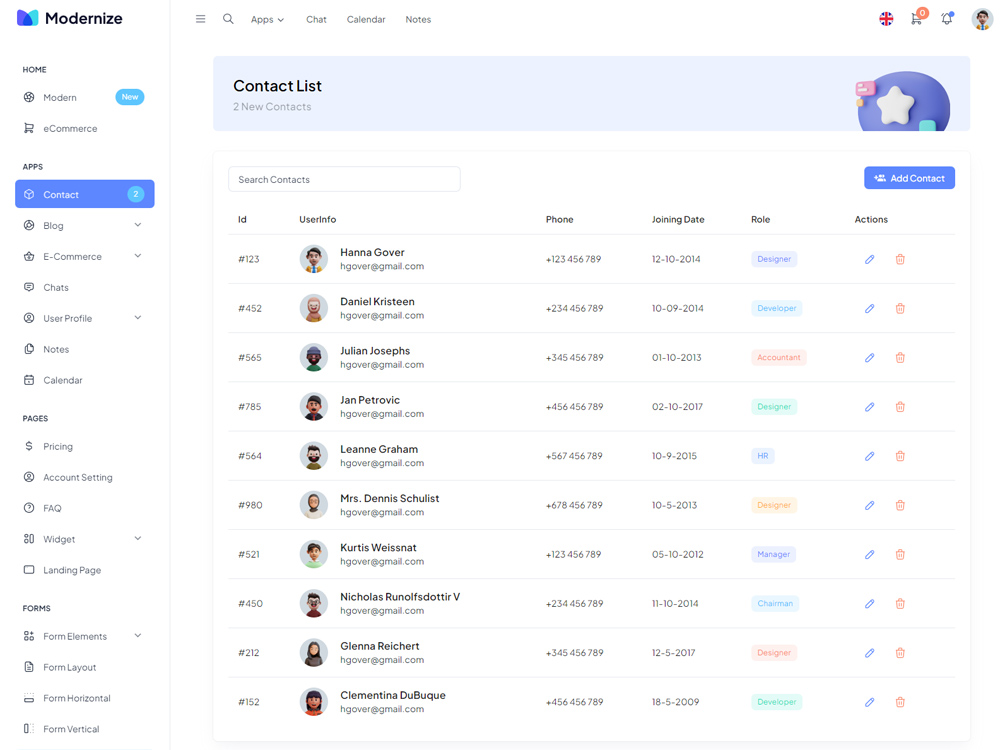 Modernize
Apps Chat Calendar Notes
0
HOME
Modern New
eCommerce
APPS
Contact 2
Blog
E-Commerce
Chats
User Profile
Notes
Calendar
PAGES
Pricing
Account Setting
FAQ
Widget
Landing Page
FORMS
Form Elements
Form Layout
Form Horizontal
Form Vertical
Contact List
2 New Contacts
Search Contacts
Add Contact
Id UserInfo Phone Joining Date Role Actions
#123 Hanna Gover +123 456 789 12-10-2014 Designer
hgover@gmail.com
#452 Daniel Kristeen +234 456 789 10-09-2014 Developer
hgover@gmail.com
#565 Julian Josephs +345 456 789 01-10-2013 Accountant
hgover@gmail.com
#785 Jan Petrovic +456 456 789 02-10-2017 Designer
hgover@gmail.com
#564 Leanne Graham +567 456 789 10-9-2015 HR
hgover@gmail.com
#980 Mrs. Dennis Schulist +678 456 789 10-5-2013 Designer
hgover@gmail.com
#521 Kurtis Weissnat +123 456 789 05-10-2012 Manager
hgover@gmail.com
#450 Nicholas Runolfsdottir V +234 456 789 11-10-2014 Chairman
hgover@gmail.com
#212 Glenna Reichert +345 456 789 12-5-2017 Designer
hgover@gmail.com
#152 Clementina DuBuque +456 456 789 18-5-2009 Developer
hgover@gmail.com